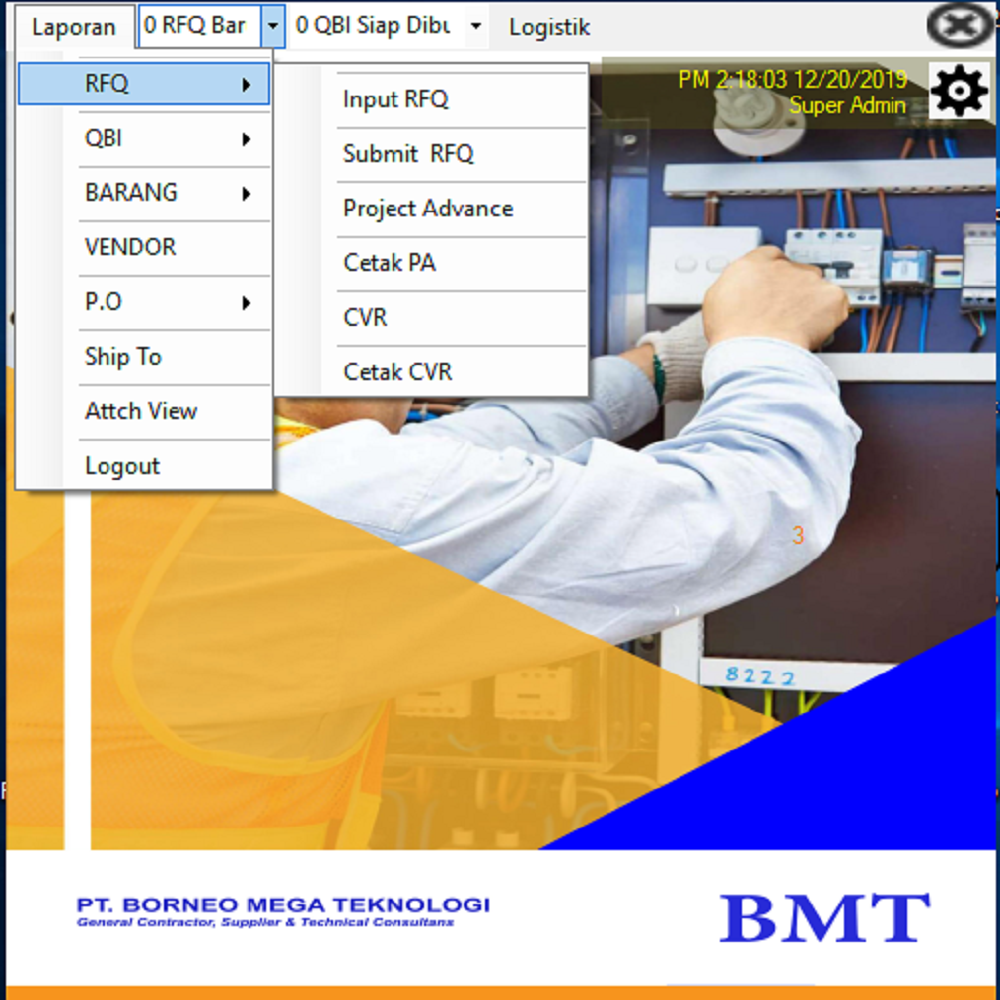 Laporan
0 RFQ Bar
0 QBI Siap Dibu
Logistik
PM 2:18:03 12/20/2019
Super Admin
RFQ
QBI
BARANG
VENDOR
P.O
Ship To
Attch View
Logout
Input RFQ
Submit RFQ
Project Advance
Cetak PA
CVR
Cetak CVR
3
8222
PT. BORNEO MEGA TEKNOLOGI
General Contractor, Supplier & Technical Consultans
BMT